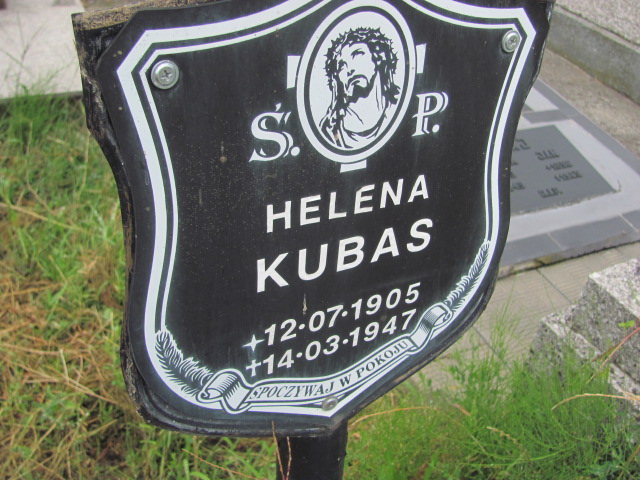 Ś. P.
HELENA
KUBAS
12·07·1905
14·03·1947
SPOCZYWAJ W POKOJU